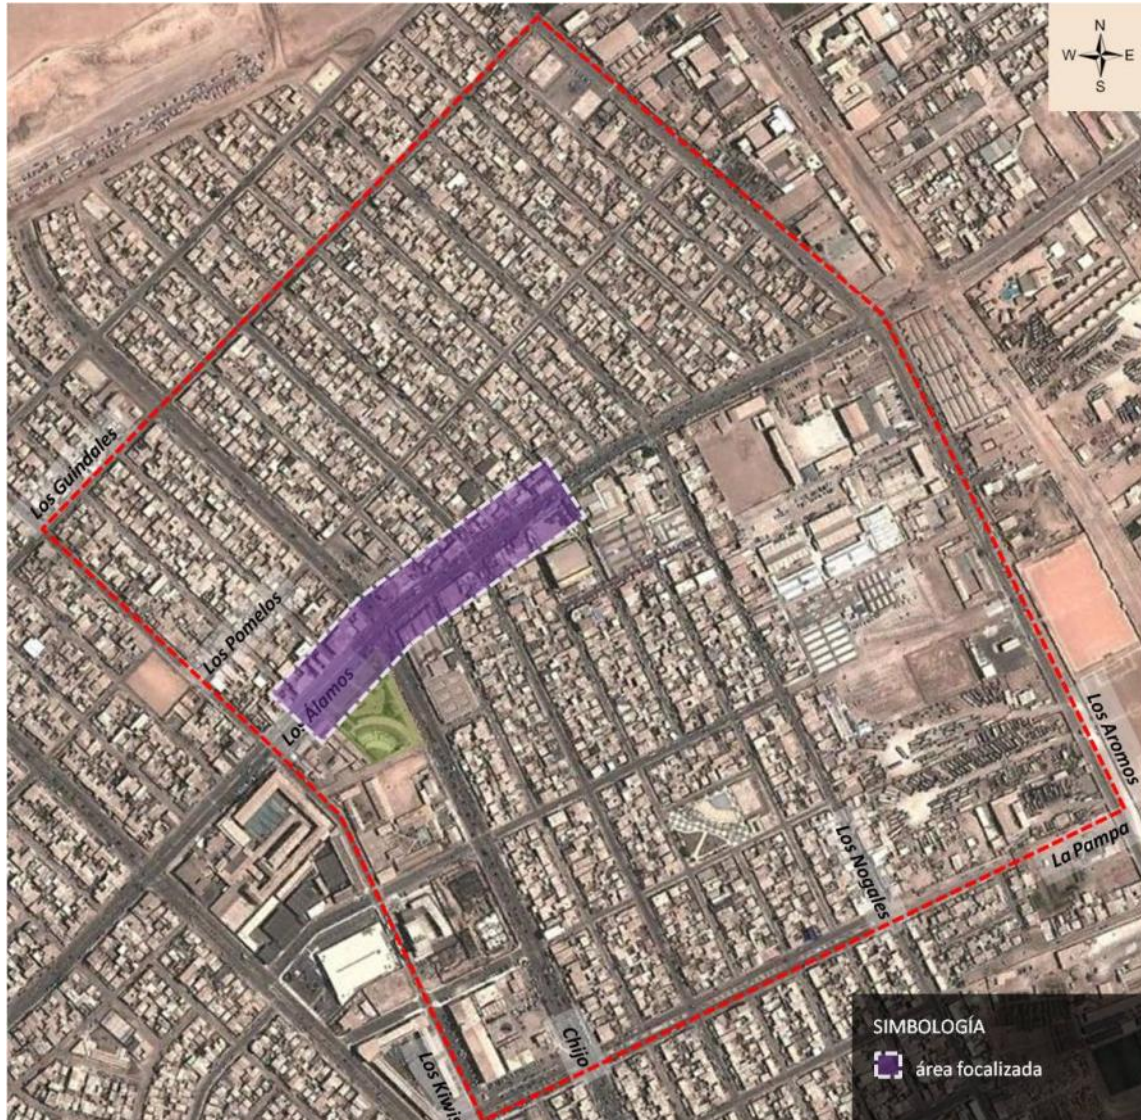 N
W E
S
Los Guindales
Los Pomelos
Los Álamos
Los Aromos
La Pampa
Los Nogales
Chijo
Los Kiwis
SIMBOLOGÍA
área focalizada